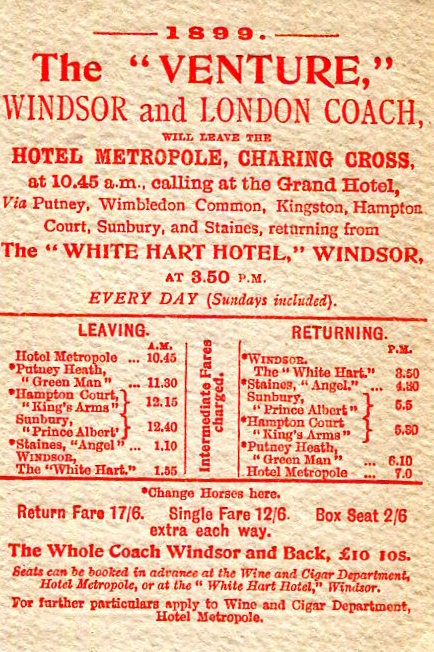 1899.
The "VENTURE,"
WINDSOR and LONDON COACH,
WILL LEAVE THE
HOTEL METROPOLE, CHARING CROSS,
at 10.45 a.m., calling at the Grand Hotel,
Via Putney, Wimbledon Common, Kingston, Hampton
Court, Sunbury, and Staines, returning from
The "WHITE HART HOTEL," WINDSOR,
AT 3.50 P.M.
EVERY DAY (Sundays included).
LEAVING.
A.M.
Hotel Metropole ... 10.45
*Putney Heath,
"Green Man" ... 11.30
*Hampton Court,
"King's Arms" } 12.15
Sunbury,
"Prince Albert" } 12.40
*Staines, "Angel" ... 1.10
WINDSOR,
The "White Hart." 1.55
Intermediate Fares
charged.
RETURNING.
P.M.
*WINDSOR.
The "White Hart." 3.50
*Staines, "Angel." ... 4.30
Sunbury,
"Prince Albert" } 5.5
*Hampton Court
"King's Arms" } 5.30
*Putney Heath,
"Green Man" ... 6.10
Hotel Metropole ... 7.0
*Change Horses here.
Return Fare 17/6. Single Fare 12/6. Box Seat 2/6
extra each way.
The Whole Coach Windsor and Back, £10 10s.
Seats can be booked in advance at the Wine and Cigar Department,
Hotel Metropole, or at the "White Hart Hotel," Windsor.
For further particulars apply to Wine and Cigar Department,
Hotel Metropole.